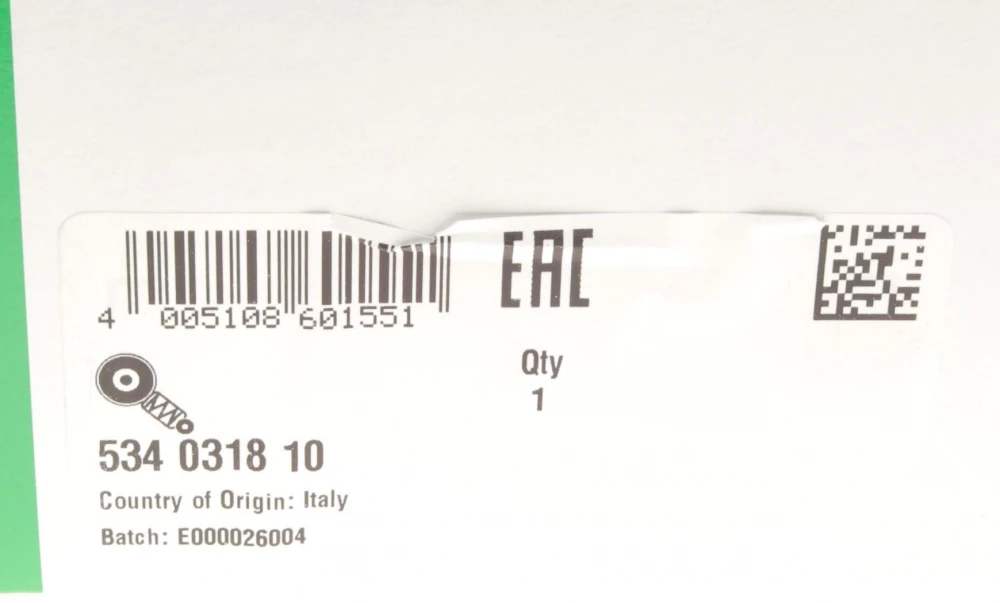 4 005108 601551
EAC
Qty
1
534 0318 10
Country of Origin: Italy
Batch: E000026004